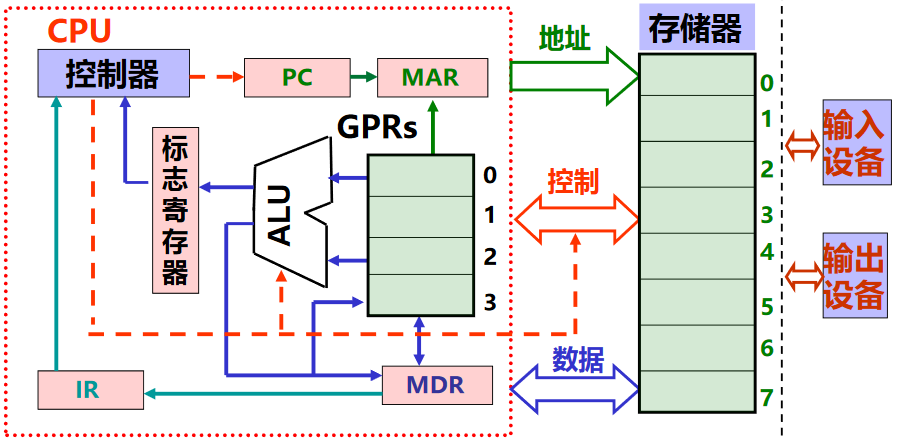 CPU
控制器
PC
MAR
地址
存储器
标志寄存器
ALU
GPRs
0
1
2
3
控制
数据
IR
MDR
0
1
2
3
4
5
6
7
输入
设备
输出
设备